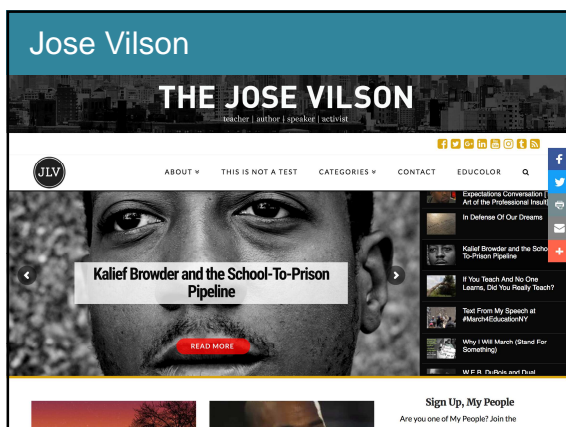 Jose Vilson
THE JOSE VILSON
teacher | author | speaker | activist
JLV
ABOUT
THIS IS NOT A TEST
CATEGORIES
CONTACT
EDUCOLOR
Kalief Browder and the School-To-Prison
Pipeline
READ MORE
Expectations Conversation [
Art of the Professional Insult]
In Defense Of Our Dreams
Kalief Browder and the Schoo
To-Prison Pipeline
If You Teach And No One
Learns, Did You Really Teach?
Text From My Speech at
#March4EducationNY
Why I Will March (Stand For
Something)
W.E.B. DuBois and Dual
Sign Up, My People
Are you one of My People? Join the